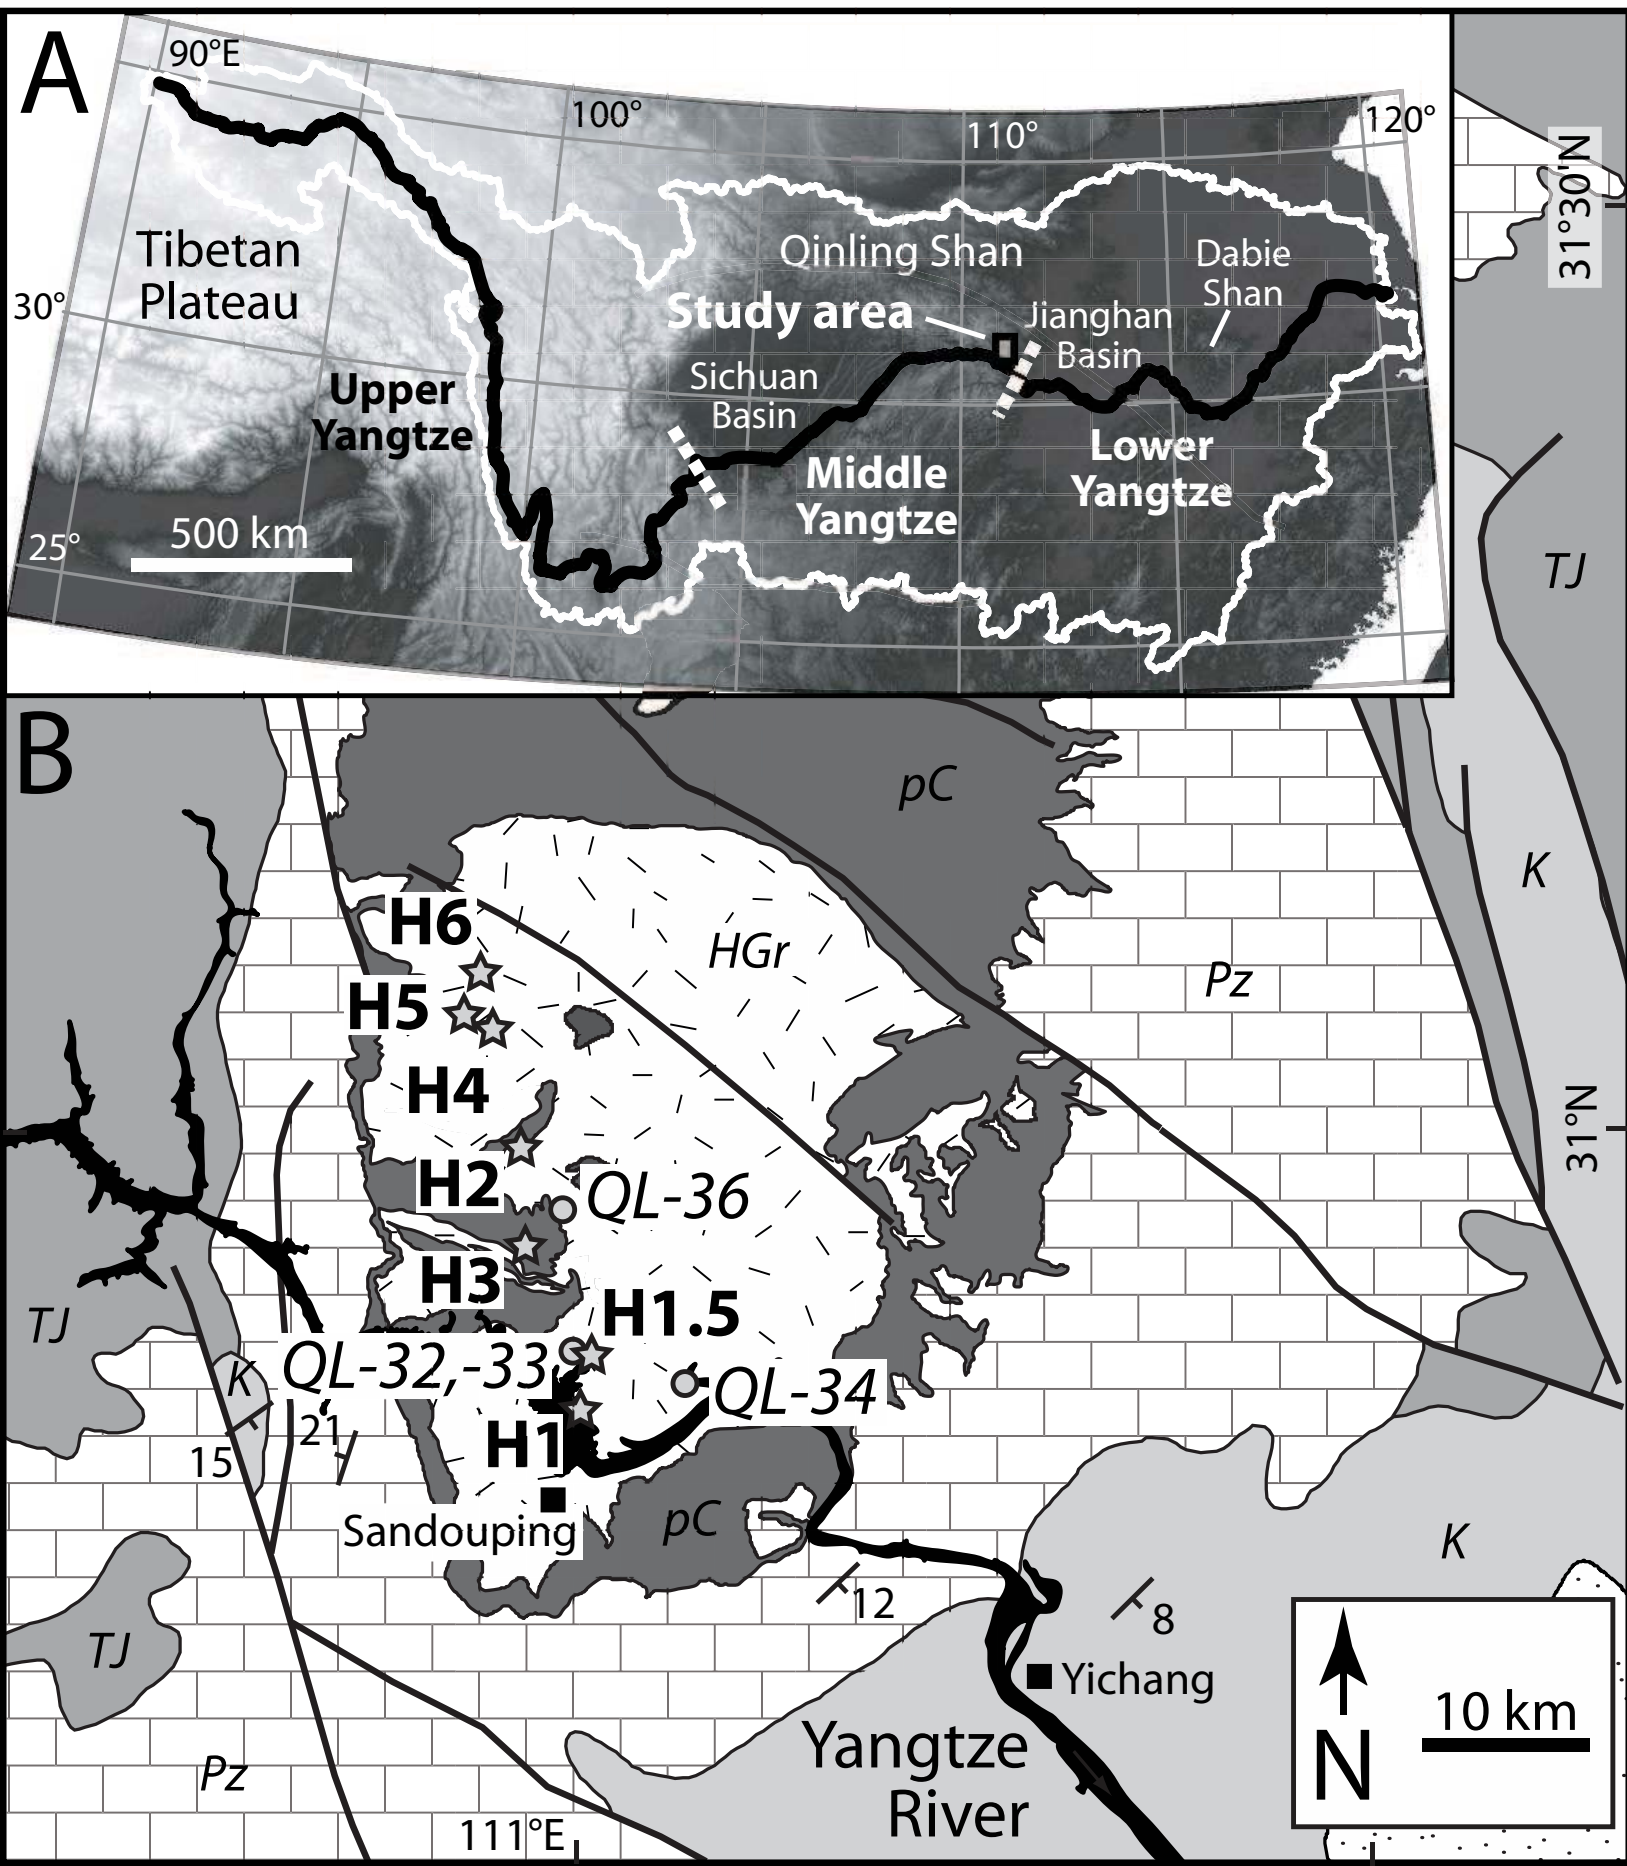 A
90°E
100°
110°
120°
Tibetan
Plateau
30°
25°
500 km
Upper
Yangtze
Qinling Shan
Study area
Sichuan
Basin
Jianghan
Basin
Dabie
Shan
Middle
Yangtze
Lower
Yangtze
31°30'N
TJ
B
pC
K
HGr
Pz
H6
H5
H4
31°N
H2
QL-36
H3
H1.5
TJ
K
QL-32,-33
QL-34
15
21
H1
Sandouping
pC
K
12
8
TJ
Yichang
Yangtze
River
Pz
111°E
N
10 km